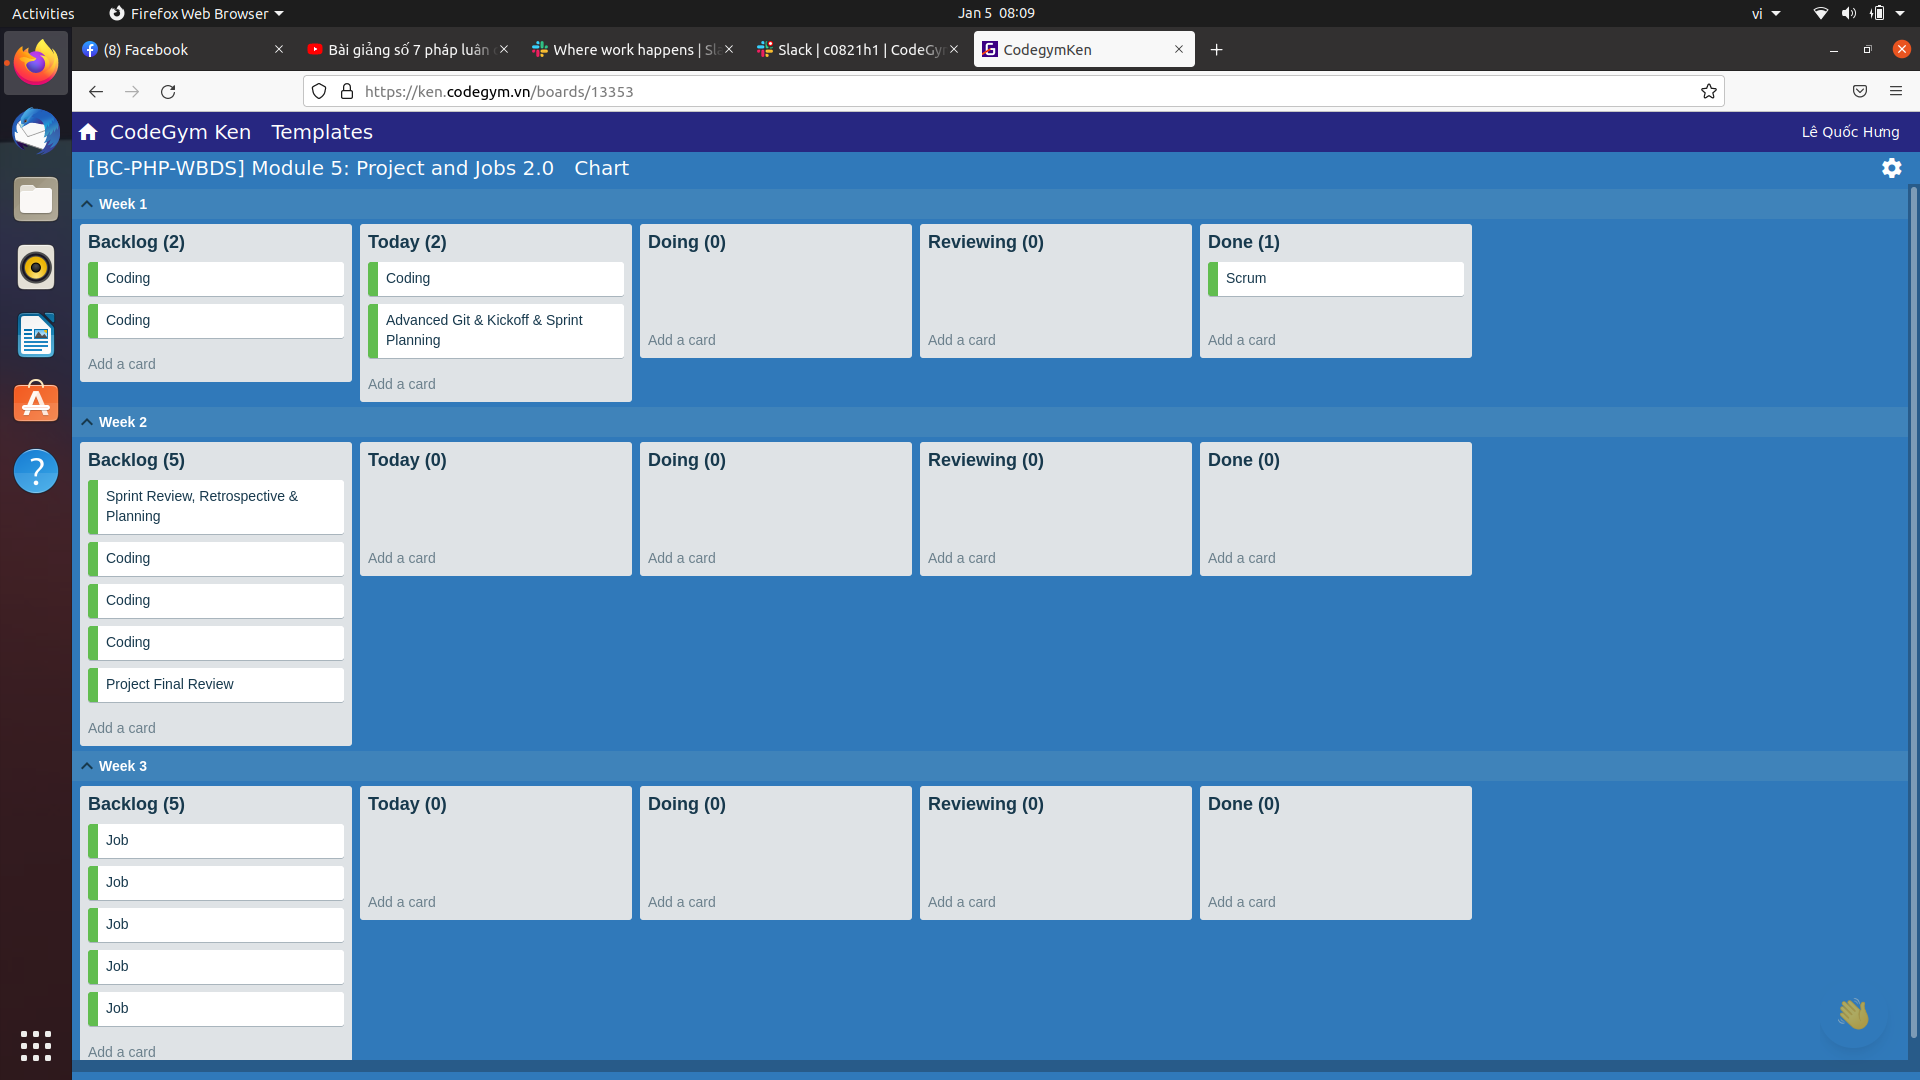 Activities
Firefox Web Browser
Jan 5 08:09
vi
(8) Facebook
Bài giảng số 7 pháp luân
Where work happens | Sla
Slack | c0821h1 | CodeGy
CodegymKen
https://ken.codegym.vn/boards/13353
CodeGym Ken
Templates
Lê Quốc Hưng
[BC-PHP-WBDS] Module 5: Project and Jobs 2.0
Chart
Week 1
Backlog (2)
Coding
Coding
Add a card
Today (2)
Coding
Advanced Git & Kickoff & Sprint
Planning
Add a card
Doing (0)
Add a card
Reviewing (0)
Add a card
Done (1)
Scrum
Add a card
Week 2
Backlog (5)
Sprint Review, Retrospective &
Planning
Coding
Coding
Coding
Project Final Review
Add a card
Today (0)
Add a card
Doing (0)
Add a card
Reviewing (0)
Add a card
Done (0)
Add a card
Week 3
Backlog (5)
Job
Job
Job
Job
Job
Add a card
Today (0)
Add a card
Doing (0)
Add a card
Reviewing (0)
Add a card
Done (0)
Add a card